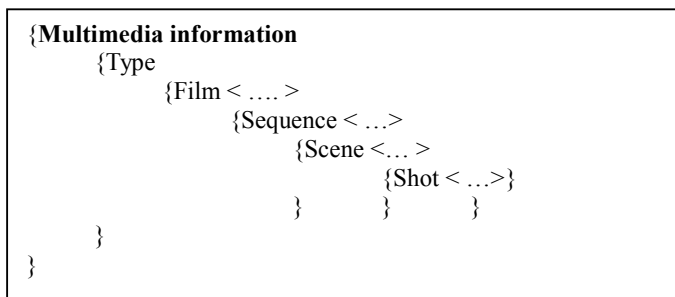 {Multimedia information
{Type
{Film < …. >
{Sequence < …>
{Scene <… >
{Shot < …>}
} } }
}
}